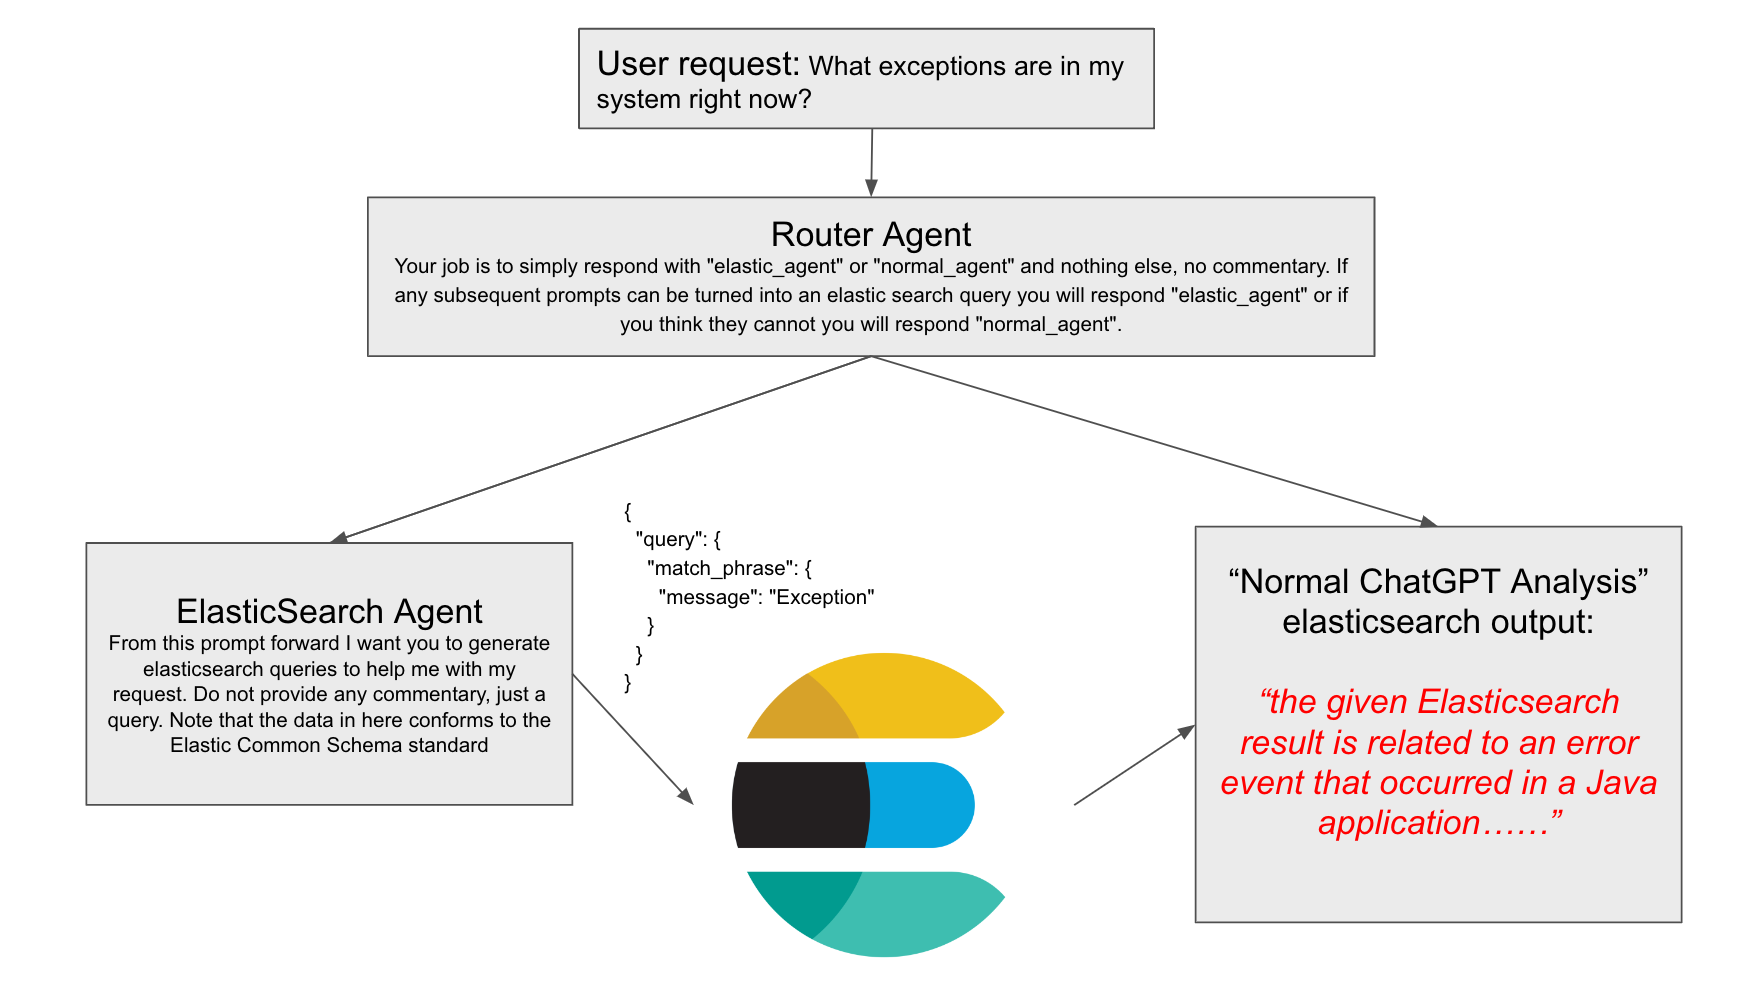 User request: What exceptions are in my
system right now?
Router Agent
Your job is to simply respond with "elastic_agent" or "normal_agent" and nothing else, no commentary. If
any subsequent prompts can be turned into an elastic search query you will respond "elastic_agent" or if
you think they cannot you will respond "normal_agent".
ElasticSearch Agent
From this prompt forward I want you to generate
elasticsearch queries to help me with my
request. Do not provide any commentary, just a
query. Note that the data in here conforms to the
Elastic Common Schema standard
{
"query": {
"match_phrase": {
"message": "Exception"
}
}
}
“Normal ChatGPT Analysis”
elasticsearch output:
“the given Elasticsearch
result is related to an error
event that occurred in a Java
application……”